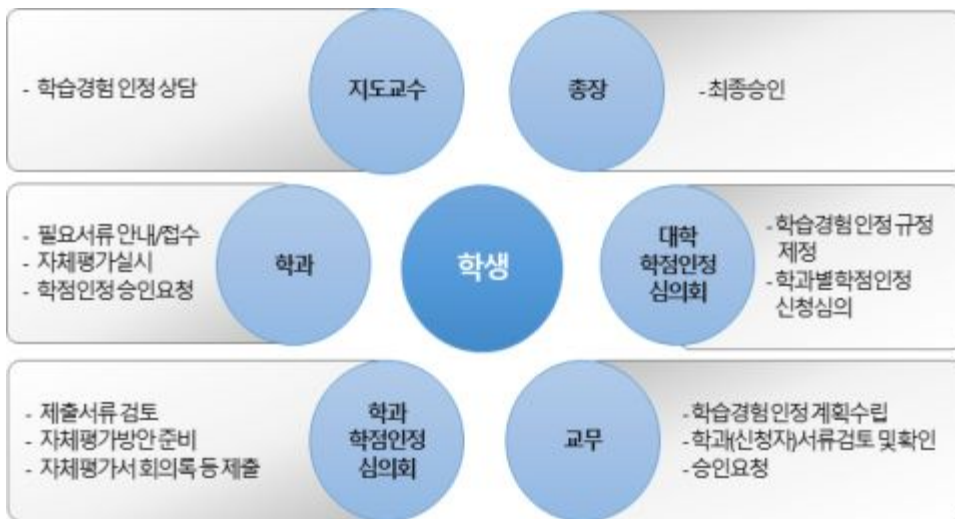 - 학습경험 인정 상담
지도교수
총장
- 최종승인
- 필요서류 안내/접수
- 자체평가실시
- 학점인정 승인요청
학과
학생
대학
학점인정
심의회
- 학습경험 인정 규정
제정
- 학과별학점인정
신청심의
- 제출서류 검토
- 자체평가방안 준비
- 자체평가서 회의록 등 제출
학과
학점인정
심의회
교무
- 학습경험 인정 계획수립
- 학과(신청자)서류검토 및 확인
- 승인요청